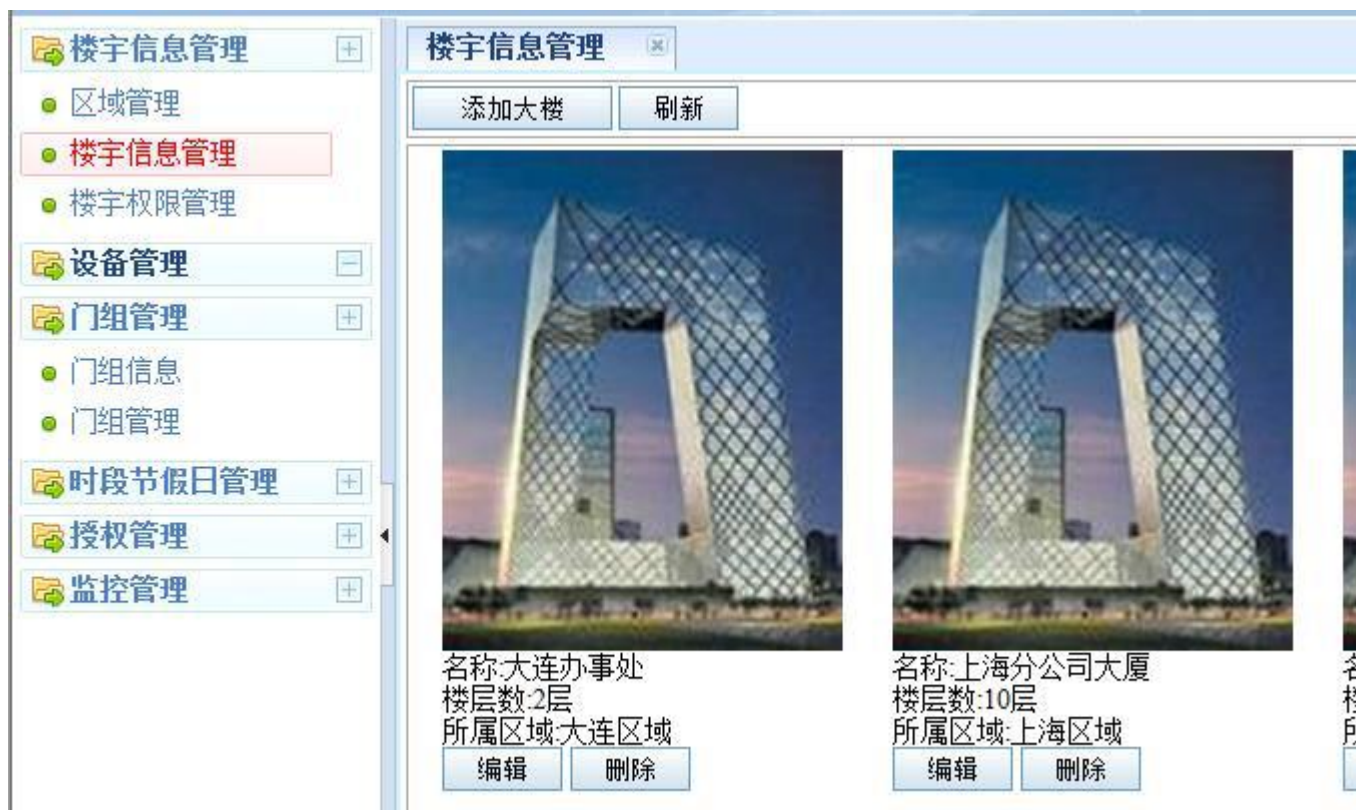 楼宇信息管理
区域管理
楼宇信息管理
楼宇权限管理
设备管理
门组管理
门组信息
门组管理
时段节假日管理
授权管理
监控管理
楼宇信息管理
添加大楼 刷新
名称:大连办事处
楼层数:2层
所属区域:大连区域
编辑 删除
名称:上海分公司大厦
楼层数:10层
所属区域:上海区域
编辑 删除